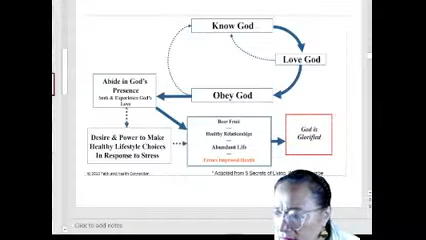 Know God
Love God
Obey God
Abide in God's
Presence
Seek & Experience God's
Love
Desire & Power to Make
Healthy Lifestyle Choices
In Response to Stress
Bear Fruit
Healthy Relationships
Abundant Life
Improved Health
God is
Glorified
* Adapted from 5 Secrets of Living,
Faith and Health Connection
Click to add notes